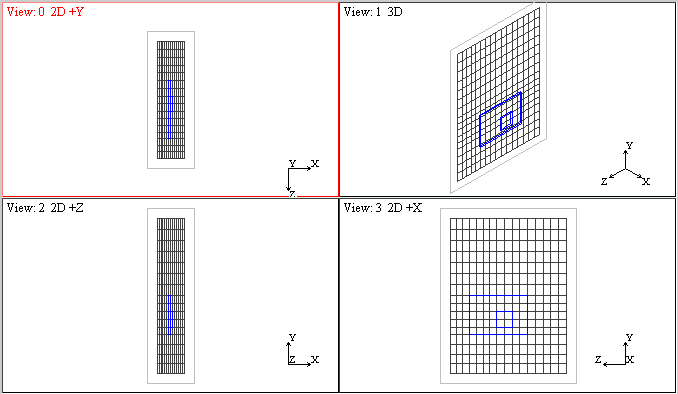 View: 0 2D +Y
Y X
Z
View: 1 3D
Y
Z X
View: 2 2D +Z
Y
Z X
View: 3 2D +X
Y
Z X